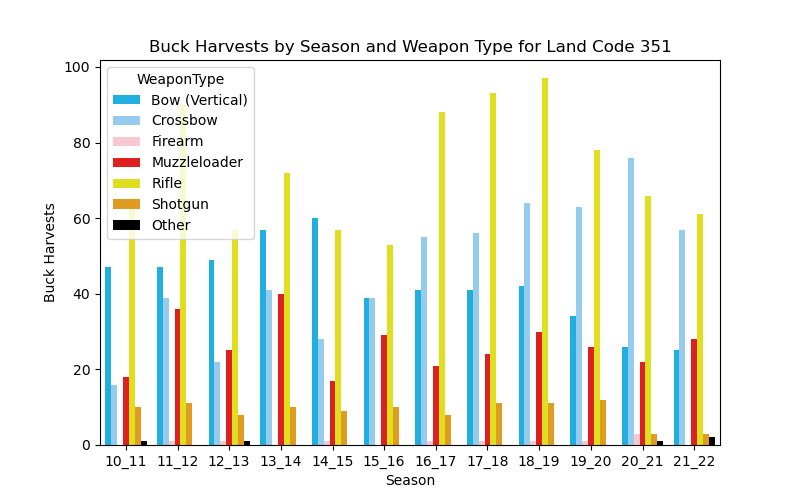 Buck Harvests by Season and Weapon Type for Land Code 351
100
80
60
40
20
0
Buck Harvests
WeaponType
Bow (Vertical)
Crossbow
Firearm
Muzzleloader
Rifle
Shotgun
Other
10_11 11_12 12_13 13_14 14_15 15_16 16_17 17_18 18_19 19_20 20_21 21_22
Season